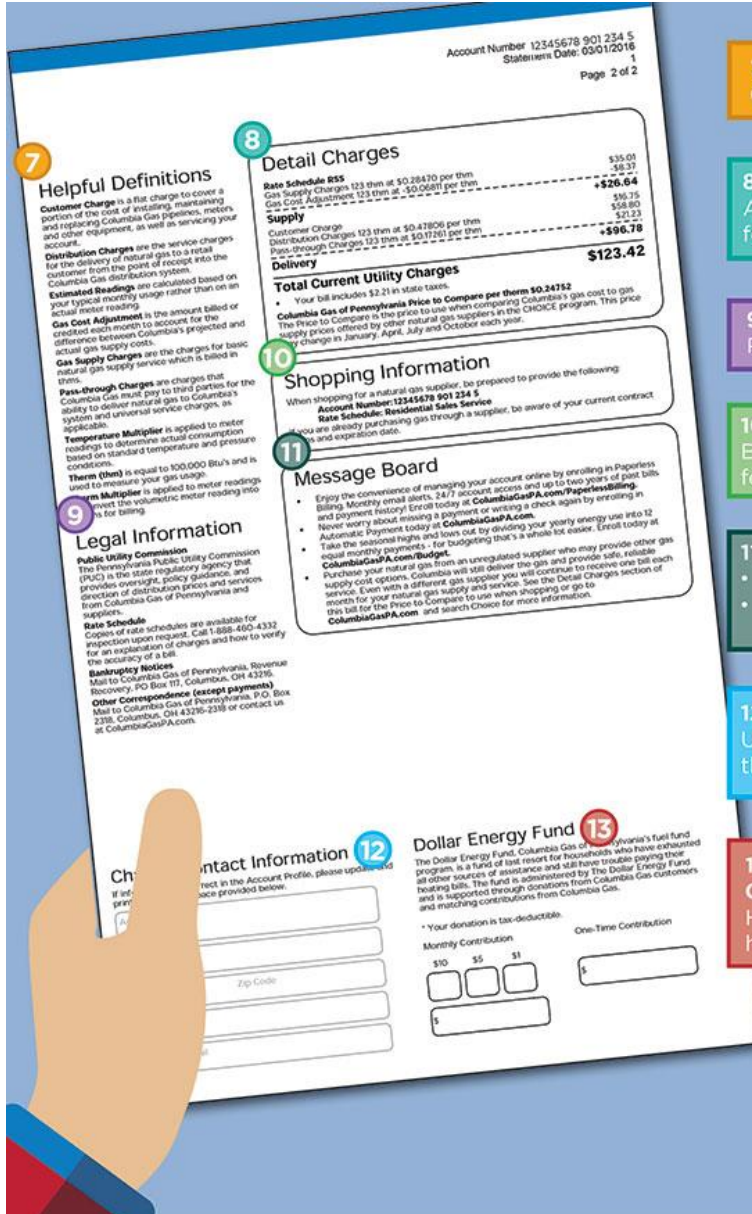 Account Number 12345678 901 234 5
Statement Date: 03/01/2016
1
Page 2 of 2
7
Helpful Definitions
Customer Charge is a flat charge to cover a
portion of the cost of installing, maintaining
and replacing Columbia Gas pipelines, meters
and other equipment, as well as servicing your
account.
Distribution Charges are the service charges
for the delivery of natural gas to a retail
customer from the point of receipt into the
Columbia Gas distribution system.
Estimated Readings are calculated based on
your typical monthly usage rather than on an
actual meter reading.
Gas Cost Adjustment is the amount billed or
credited each month to account for the
difference between Columbia's projected and
actual gas supply costs.
Gas Supply Charges are the charges for basic
natural gas supply service which is billed in
thms.
Pass-through Charges are charges that
Columbia Gas must pay to third parties for the
ability to deliver natural gas to Columbia's
system and universal service charges, as
applicable.
Temperature Multiplier is applied to meter
readings to determine actual consumption
based on standard temperature and pressure
conditions.
Therm (thm) is equal to 100,000 Btu's and is
used to measure your gas usage.
Multiplier is applied to meter readings
the volumetric meter reading into
for billing.
9
Legal Information
Public Utility Commission
The Pennsylvania Public Utility Commission
(PUC) is the state regulatory agency that
provides oversight, policy guidance, and
direction of distribution prices and services
from Columbia Gas of Pennsylvania and
suppliers.
Rate Schedule
Copies of rate schedules are available for
inspection upon request. Call 1-888-460-4332
for an explanation of charges and how to verify
the accuracy of a bill.
Bankruptcy Notices
Mail to Columbia Gas of Pennsylvania, Revenue
Recovery, PO Box 117, Columbus, OH 43216.
Other Correspondence (except payments)
Mail to Columbia Gas of Pennsylvania, P.O. Box
2318, Columbus, OH 43216-2318 or contact us
at ColumbiaGasPA.com.
8
Detail Charges
Rate Schedule RSS
Gas Supply Charges 123 thm at $0.28470 per thm $35.01
Gas Cost Adjustment 123 thm at -$0.06811 per thm -$8.37
Supply +$26.64
Customer Charge $16.75
Distribution Charges 123 thm at $0.47806 per thm $58.80
Pass-through Charges 123 thm at $0.17261 per thm $21.23
Delivery +$96.78
Total Current Utility Charges $123.42
• Your bill includes $2.21 in state taxes.
Columbia Gas of Pennsylvania Price to Compare per therm $0.24752
The Price to Compare is the price to use when comparing Columbia's gas cost to gas
supply prices offered by other natural gas suppliers in the CHOICE program. This price
change in January, April, July and October each year.
10
Shopping Information
When shopping for a natural gas supplier, be prepared to provide the following:
Account Number:12345678 901 234 5
Rate Schedule: Residential Sales Service
If you are already purchasing gas through a supplier, be aware of your current contract
and expiration date.
11
Message Board
• Enjoy the convenience of managing your account online by enrolling in Paperless
Billing. Monthly email alerts, 24/7 account access and up to two years of past bills
and payment history! Enroll today at ColumbiaGasPA.com/PaperlessBilling.
• Never worry about missing a payment or writing a check again by enrolling in
Automatic Payment today at ColumbiaGasPA.com.
• Take the seasonal highs and lows out by dividing your yearly energy use into 12
equal monthly payments - for budgeting that's a whole lot easier. Enroll today at
ColumbiaGasPA.com/Budget.
• Purchase your natural gas from an unregulated supplier who may provide other gas
supply cost options. Columbia will still deliver the gas and provide safe, reliable
service. Even with a different gas supplier you will continue to receive one bill each
month for your natural gas supply and service. See the Detail Charges section of
this bill for the Price to Compare to use when shopping or go to
ColumbiaGasPA.com and search Choice for more information.
Contact Information 12
in the Account Profile, please update and
space provided below.
Zip Code
Dollar Energy Fund 13
The Dollar Energy Fund, Columbia Gas of Pennsylvania's fuel fund
program, is a fund of last resort for households who have exhausted
all other sources of assistance and still have trouble paying their
heating bills. The fund is administered by The Dollar Energy Fund
and is supported through donations from Columbia Gas customers
and matching contributions from Columbia Gas.
* Your donation is tax-deductible.
Monthly Contribution One-Time Contribution
$10 $5 $1
$
$
8
10